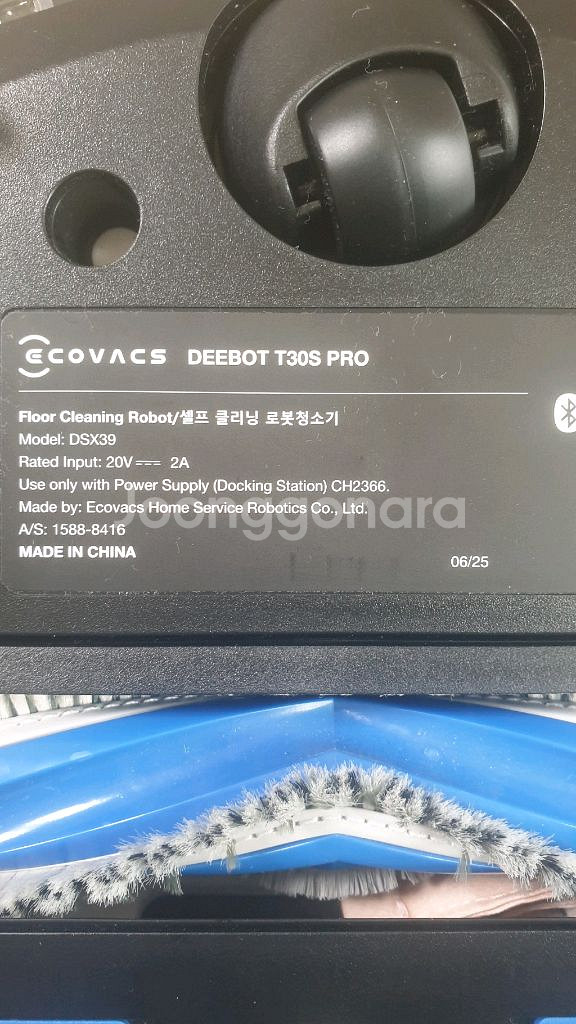 ECOVACS DEEBOT T30S PRO
Floor Cleaning Robot/셀프 클리닝 로봇청소기
Model: DSX39
Rated Input: 20V⎓ 2A
Use only with Power Supply (Docking Station) CH2366.
Joonggonara
Made by: Ecovacs Home Service Robotics Co., Ltd.
A/S: 1588-8416
MADE IN CHINA
06/25